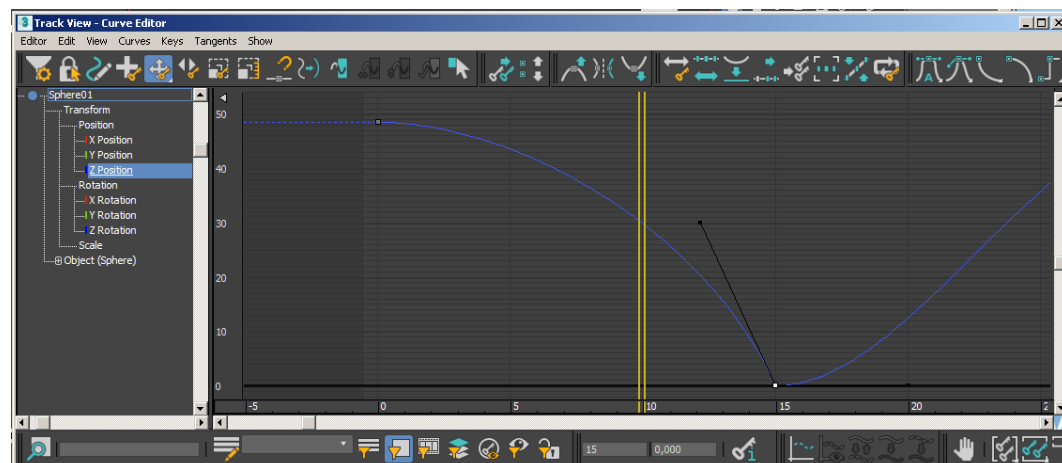 3 Track View - Curve Editor
Editor Edit View Curves Keys Tangents Show
Sphere01
Transform
Position
X Position
Y Position
Z Position
Rotation
X Rotation
Y Rotation
Z Rotation
Scale
Object (Sphere)
50
40
30
20
10
0
-5 0 5 10 15 20 2
15 0,000